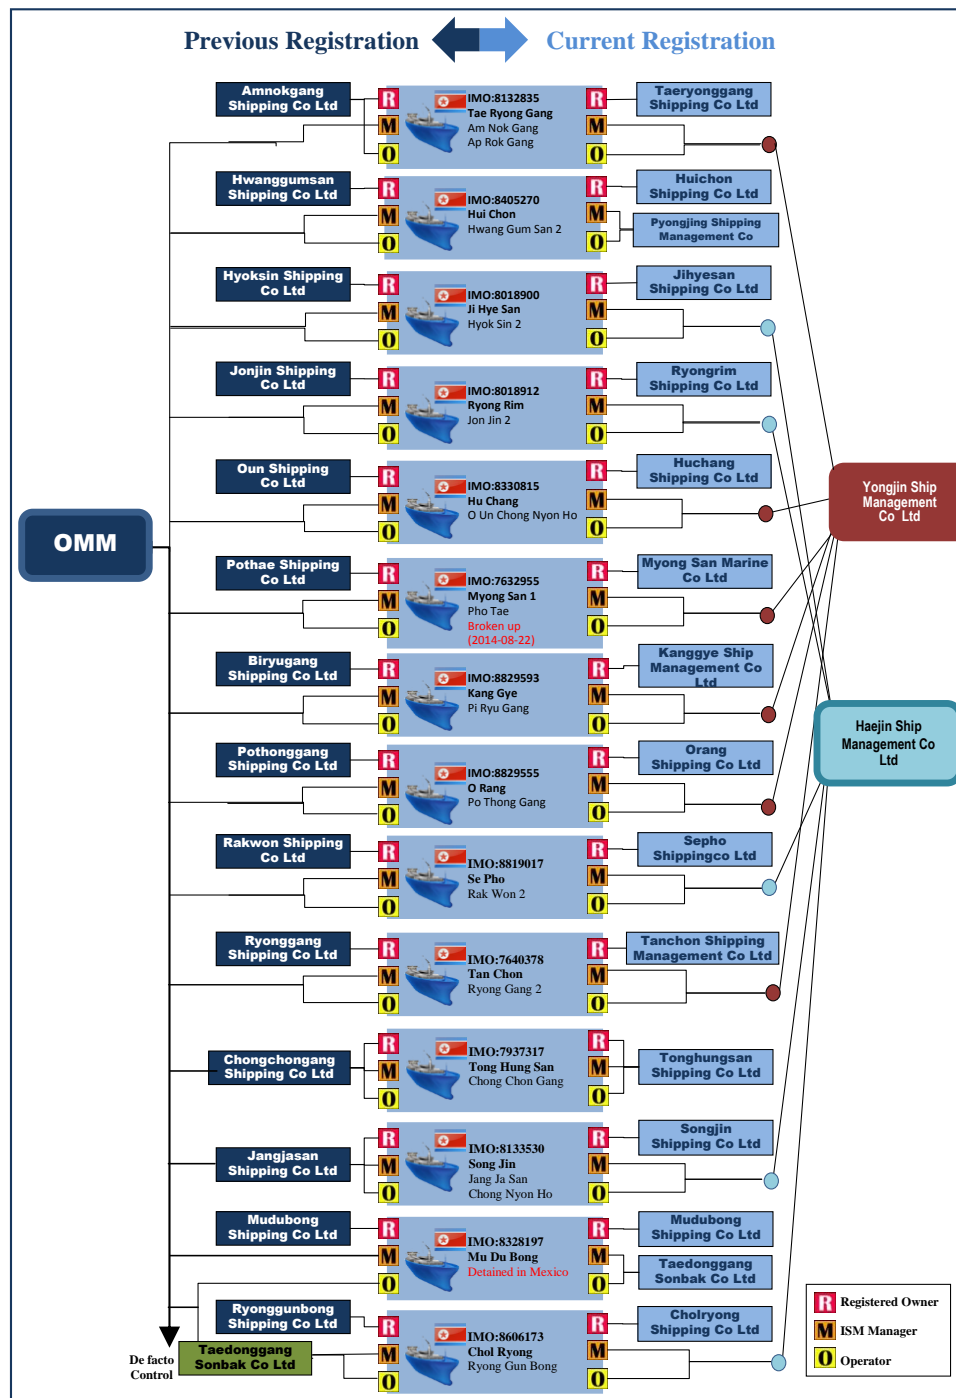 Previous Registration
Current Registration
Amnokgang
Shipping Co Ltd
R
M
O
IMO:8132835
Tae Ryong Gang
Am Nok Gang
Ap Rok Gang
R
M
O
Taeryonggang
Shipping Co Ltd
Hwanggumsan
Shipping Co Ltd
R
M
O
IMO:8405270
Hui Chon
Hwang Gum San 2
R
M
O
Huichon
Shipping Co Ltd
Pyongjing Shipping
Management Co
Hyoksin Shipping
Co Ltd
R
M
O
IMO:8018900
Ji Hye San
Hyok Sin 2
R
M
O
Jihyesan
Shipping Co Ltd
Jonjin Shipping
Co Ltd
R
M
O
IMO:8018912
Ryong Rim
Jon Jin 2
R
M
O
Ryongrim
Shipping Co Ltd
Oun Shipping
Co Ltd
R
M
O
IMO:8330815
Hu Chang
O Un Chong Nyon Ho
R
M
O
Huchang
Shipping Co Ltd
Yongjin Ship
Management
Co Ltd
OMM
Pothae Shipping
Co Ltd
R
M
O
IMO:7632955
Myong San 1
Pho Tae
Broken up
(2014-08-22)
R
M
O
Myong San Marine
Co Ltd
Biryugang
Shipping Co Ltd
R
M
O
IMO:8829593
Kang Gye
Pi Ryu Gang
R
M
O
Kanggye Ship
Management Co
Ltd
Haejin Ship
Management Co
Ltd
Pothonggang
Shipping Co Ltd
R
M
O
IMO:8829555
O Rang
Po Thong Gang
R
M
O
Orang
Shipping Co Ltd
Rakwon Shipping
Co Ltd
R
M
O
IMO:8819017
Se Pho
Rak Won 2
R
M
O
Sepho
Shippingco Ltd
Ryonggang
Shipping Co Ltd
R
M
O
IMO:7640378
Tan Chon
Ryong Gang 2
R
M
O
Tanchon Shipping
Management Co Ltd
Chongchongang
Shipping Co Ltd
R
M
O
IMO:7937317
Tong Hung San
Chong Chon Gang
R
M
O
Tonghungsan
Shipping Co Ltd
Jangjasan
Shipping Co Ltd
R
M
O
IMO:8133530
Song Jin
Jang Ja San
Chong Nyon Ho
R
M
O
Songjin
Shipping Co Ltd
Mudubong
Shipping Co Ltd
R
M
O
IMO:8328197
Mu Du Bong
Detained in Mexico
R
M
O
Mudubong
Shipping Co Ltd
Taedonggang
Sonbak Co Ltd
Ryonggunbong
Shipping Co Ltd
Taedonggang
Sonbak Co Ltd
R
M
O
IMO:8606173
Chol Ryong
Ryong Gun Bong
R
M
O
Cholryong
Shipping Co Ltd
De facto
Control
R Registered Owner
M ISM Manager
O Operator